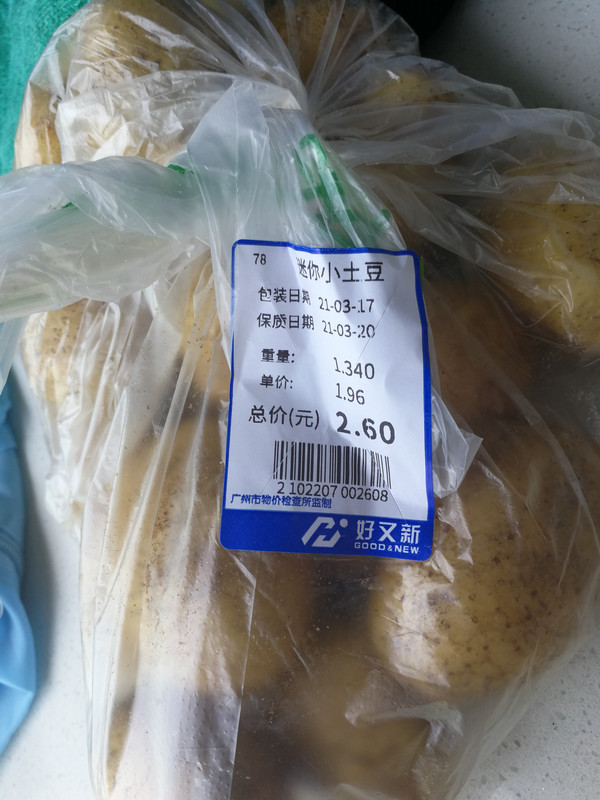 78 迷你小土豆
包装日期 21-03-17
保质日期 21-03-20
重量: 1.340
单价: 1.96
总价(元) 2.60
2 102207 002608
广州市物价检查所监制
好又新
GOOD & NEW